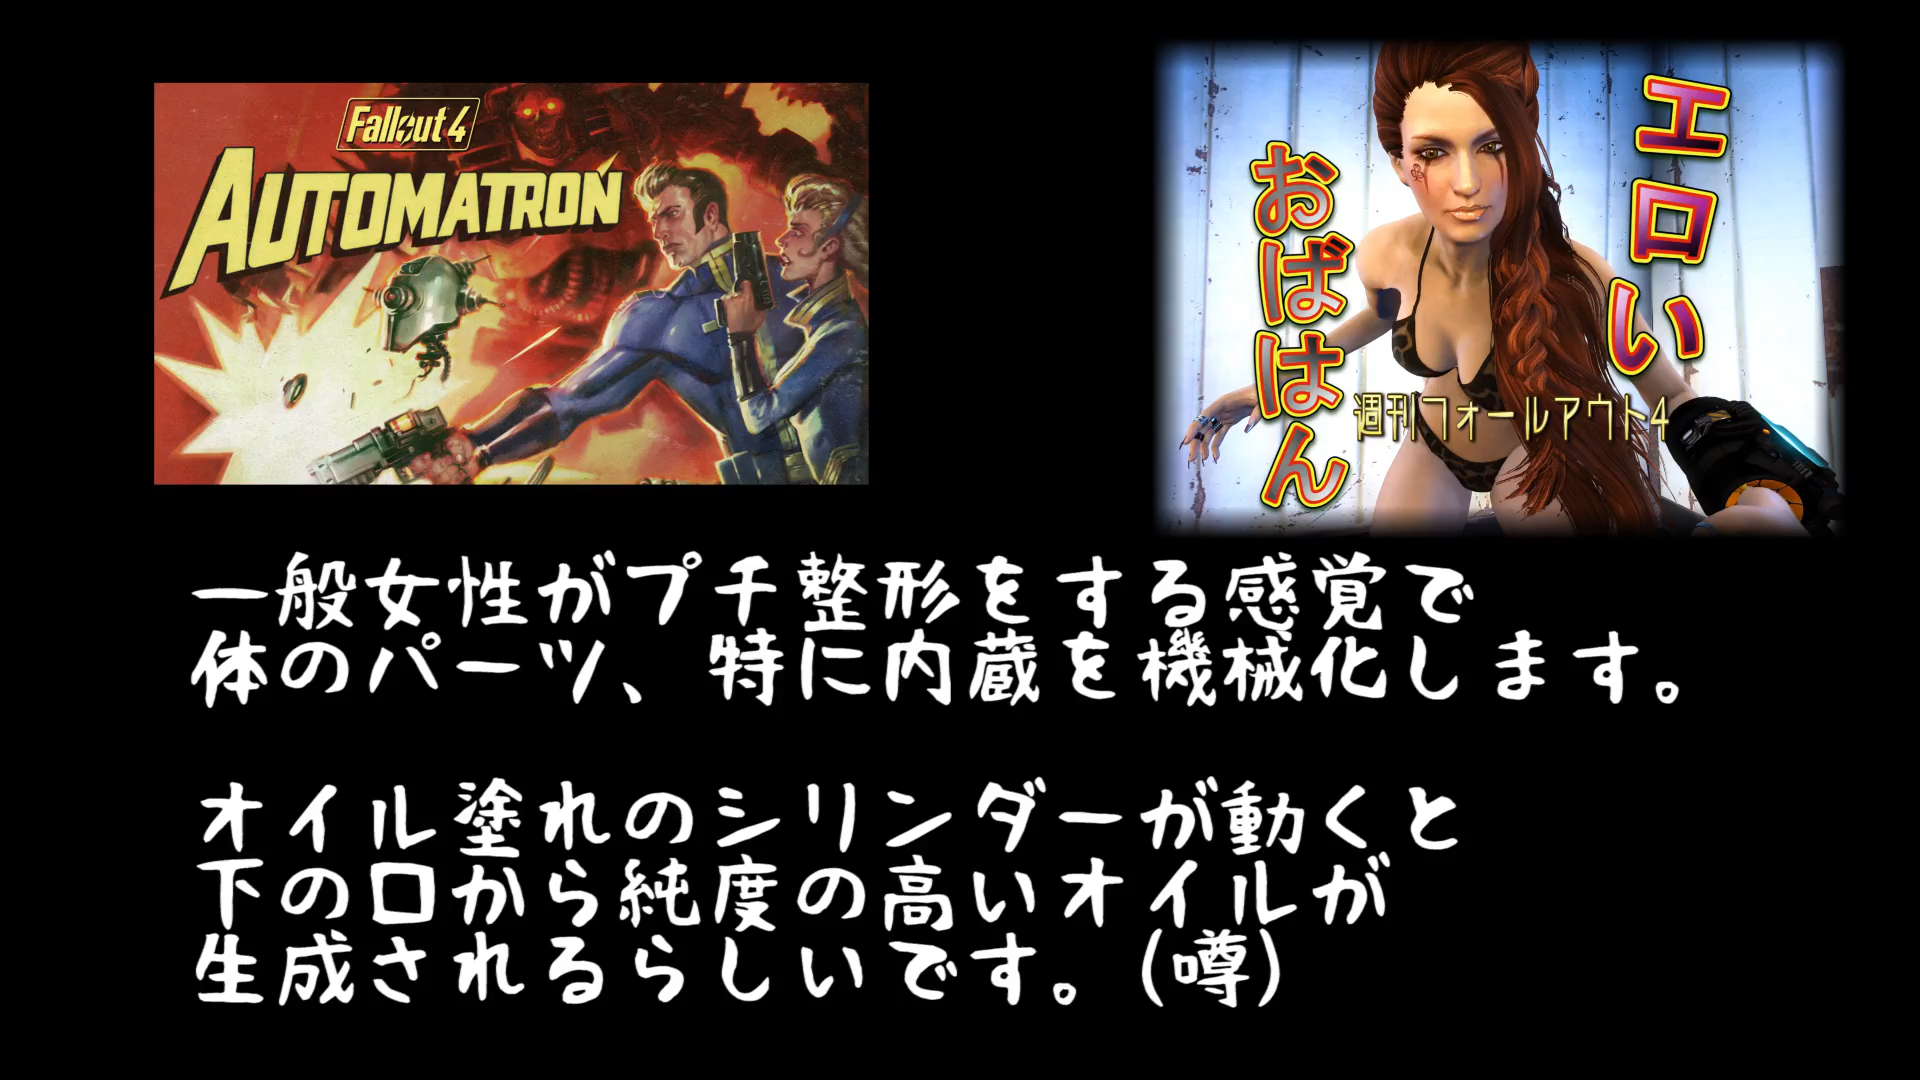 Fallout 4
AUTOMATRON
エロい
おばはん
週刊フォールアウト4
一般女性がプチ整形をする感覚で
体のパーツ、特に内蔵を機械化します。
オイル塗れのシリンダーが動くと
下の口から純度の高いオイルが
生成されるらしいです。(噂)